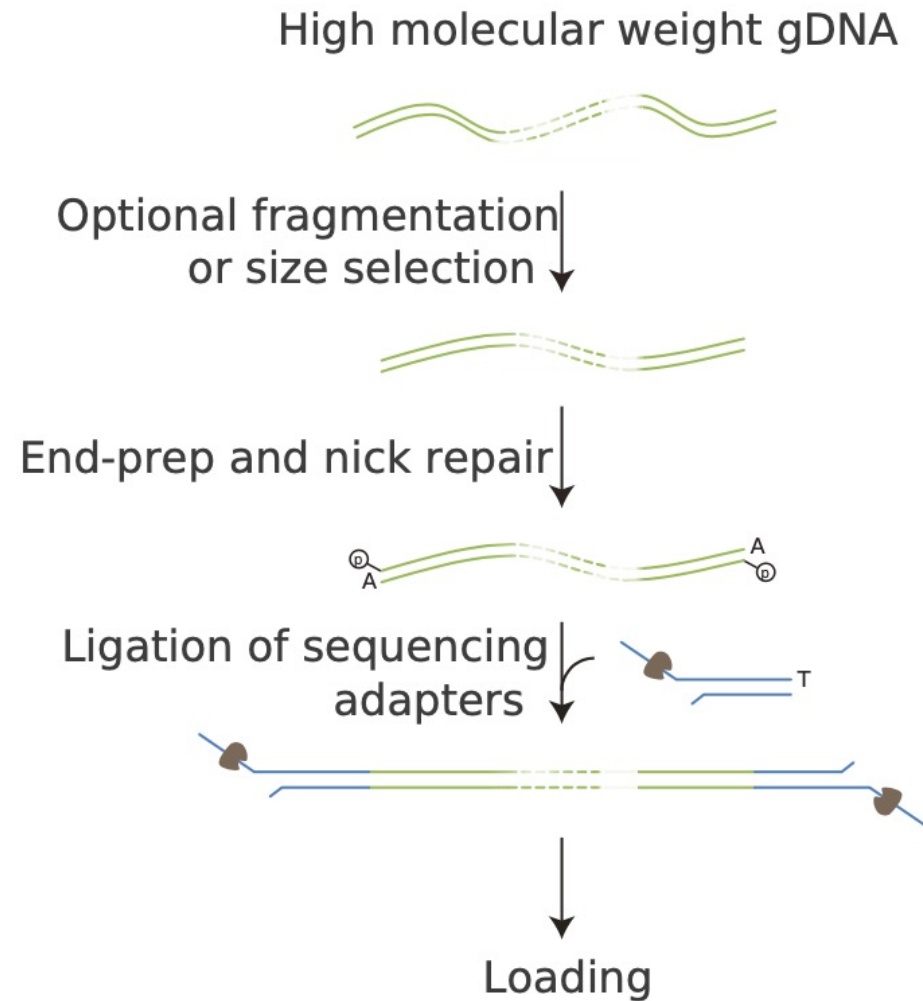 High molecular weight gDNA
Optional fragmentation
or size selection
End-prep and nick repair
p
A
A
p
Ligation of sequencing
adapters
T
Loading